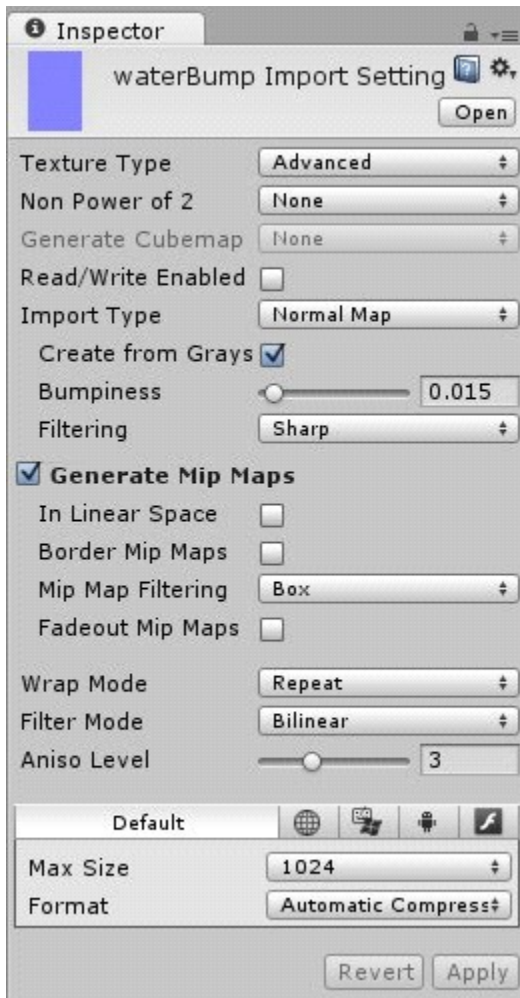 Inspector
waterBump Import Setting
Open
Texture Type Advanced
Non Power of 2 None
Generate Cubemap None
Read/Write Enabled
Import Type Normal Map
Create from Grays
Bumpiness 0.015
Filtering Sharp
Generate Mip Maps
In Linear Space
Border Mip Maps
Mip Map Filtering Box
Fadeout Mip Maps
Wrap Mode Repeat
Filter Mode Bilinear
Aniso Level 3
Default
Max Size 1024
Format Automatic Compress
Revert Apply